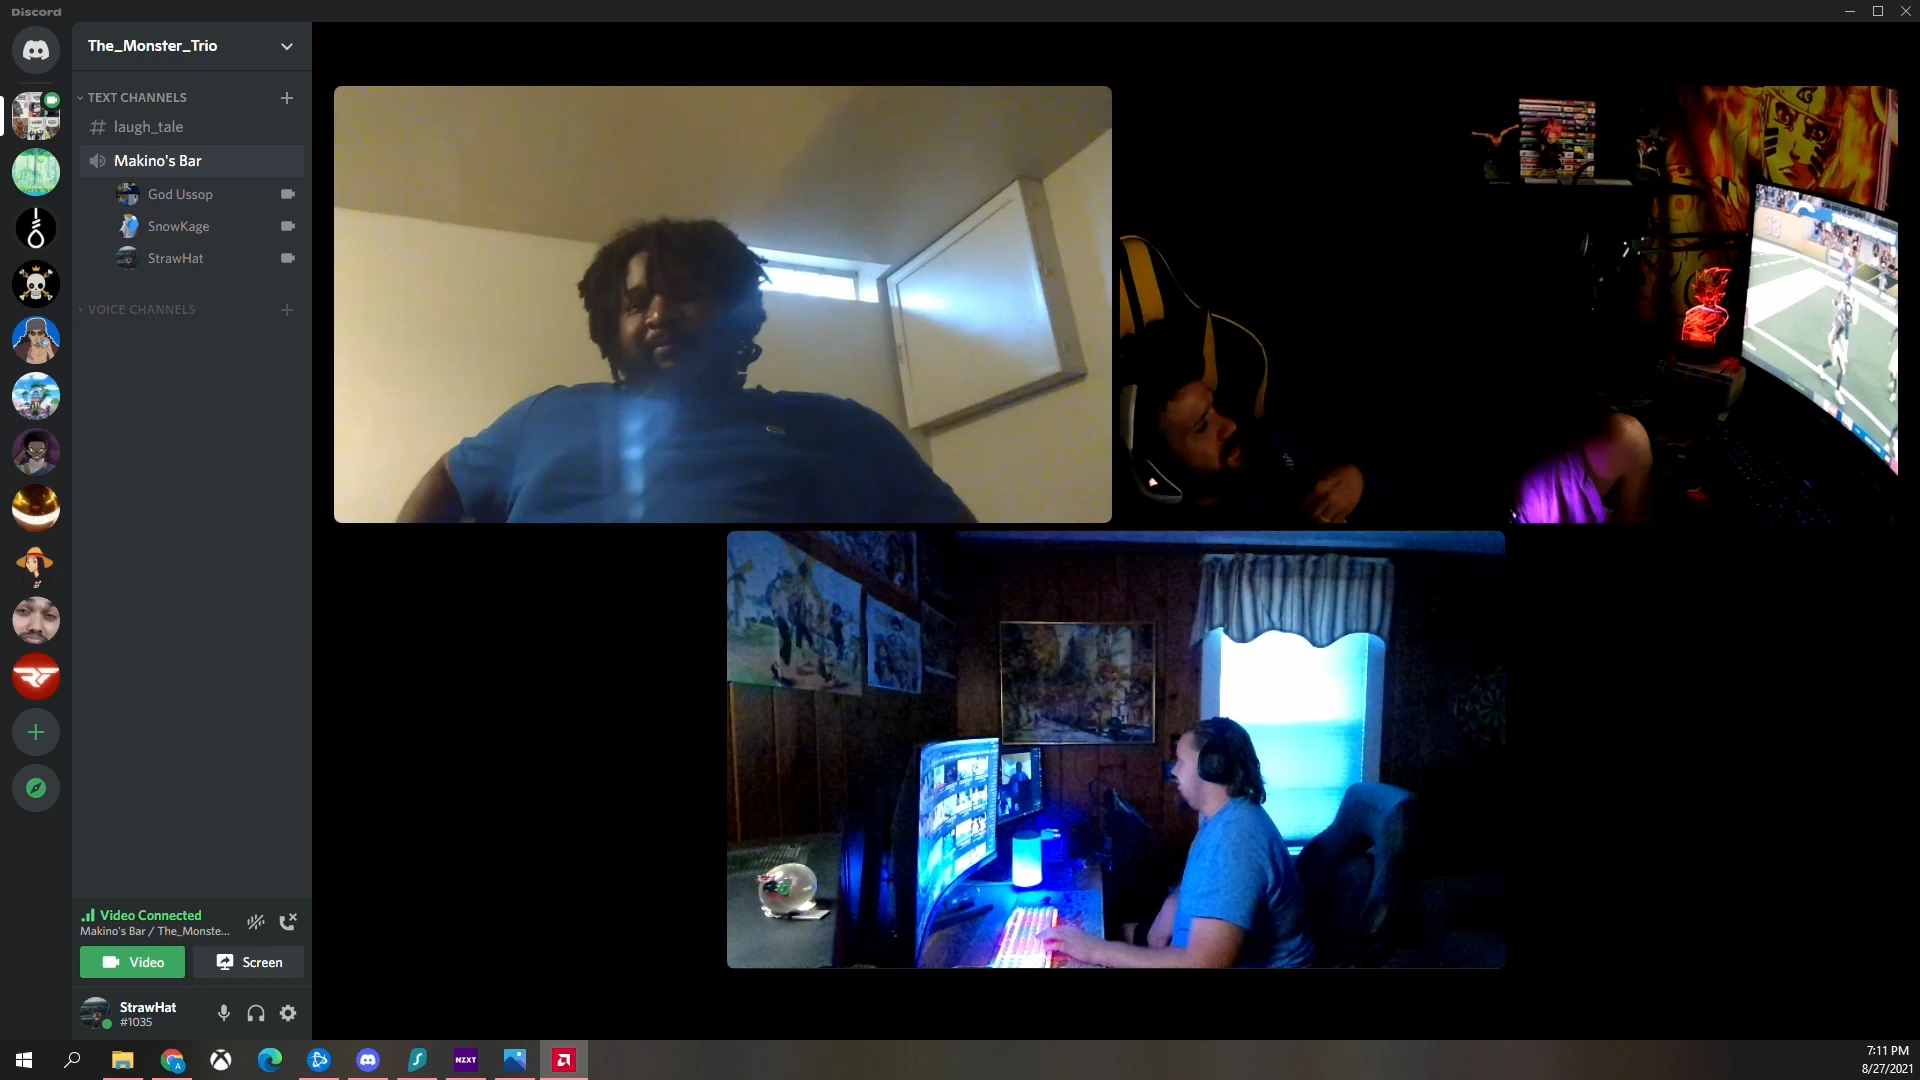 Discord
The_Monster_Trio
TEXT CHANNELS
laugh_tale
Makino's Bar
God Ussop
SnowKage
StrawHat
VOICE CHANNELS
Video Connected
Makino's Bar / The_Monste...
Video
Screen
StrawHat
#1035
NZXT
7:11 PM
8/27/2021